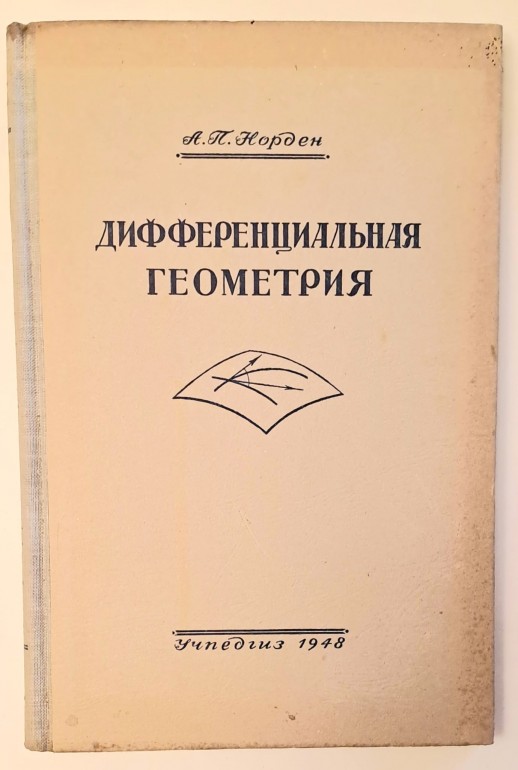 А.П. Норден
ДИФФЕРЕНЦИАЛЬНАЯ
ГЕОМЕТРИЯ
Учпедгиз 1948